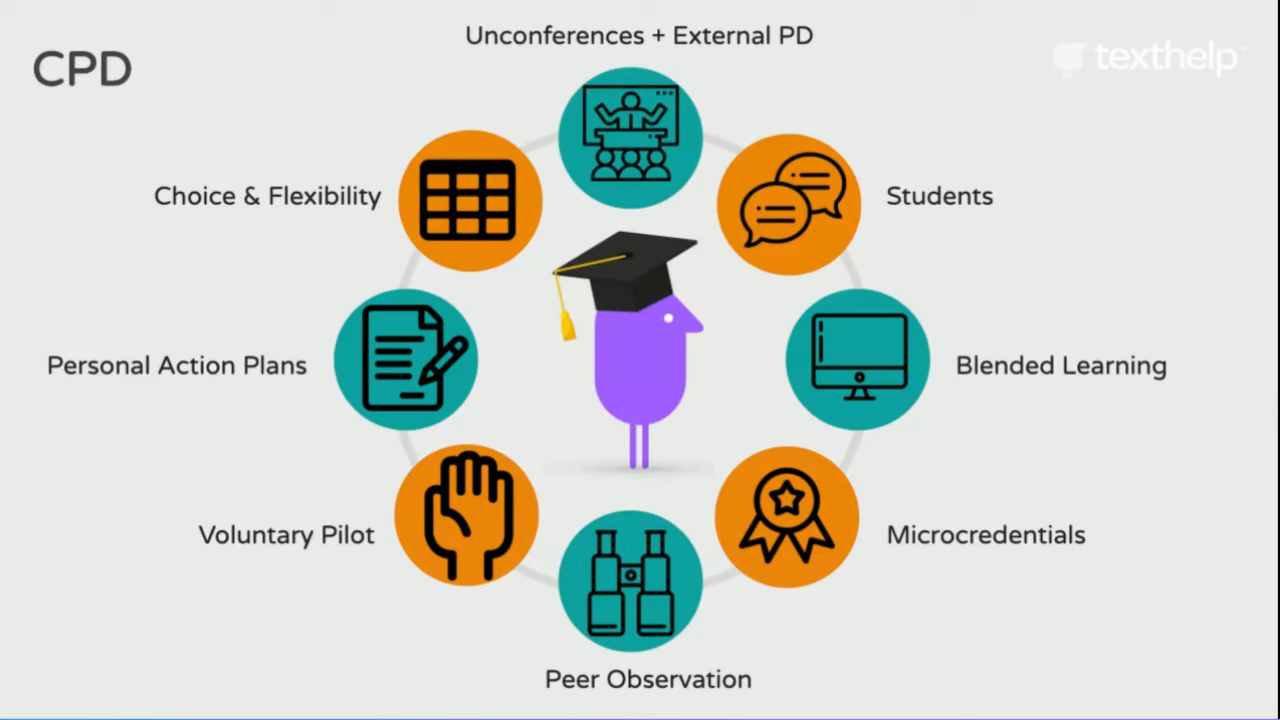 Unconferences + External PD
CPD
texthelp
Choice & Flexibility
Students
Personal Action Plans
Blended Learning
Voluntary Pilot
Microcredentials
Peer Observation